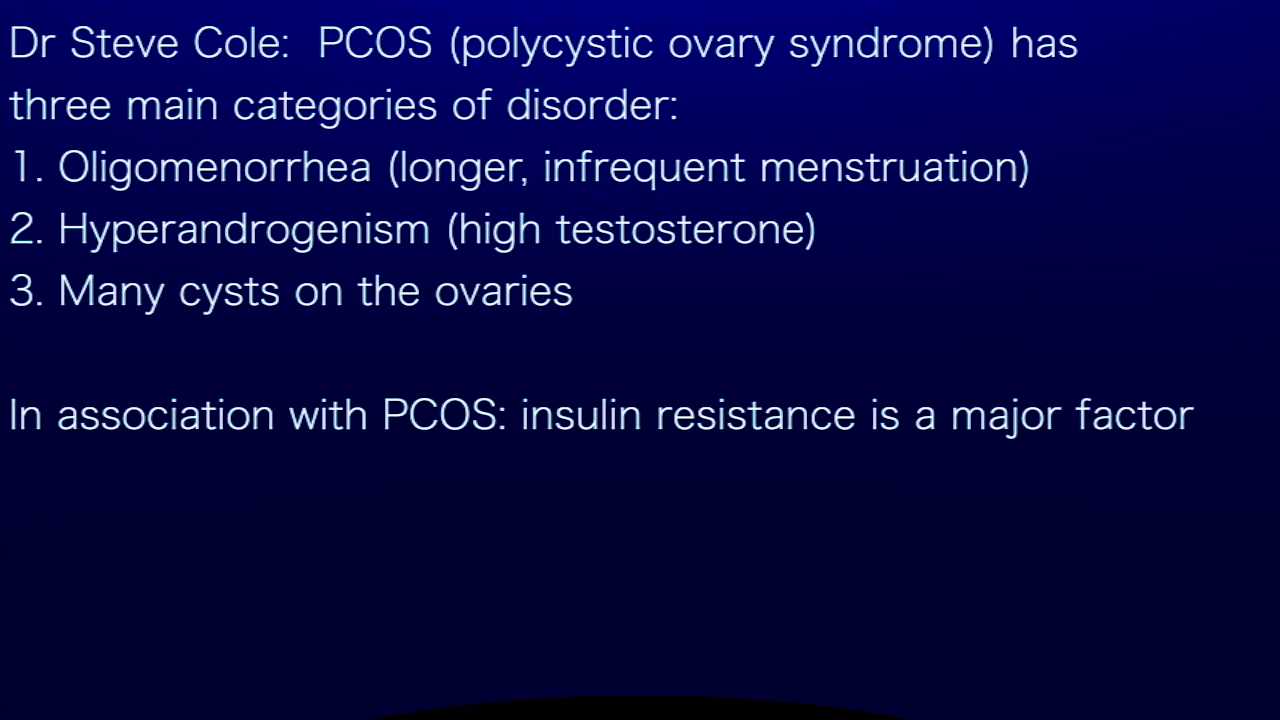 Dr Steve Cole:  PCOS (polycystic ovary syndrome) has
three main categories of disorder:
1. Oligomenorrhea (longer, infrequent menstruation)
2. Hyperandrogenism (high testosterone)
3. Many cysts on the ovaries
In association with PCOS: insulin resistance is a major factor